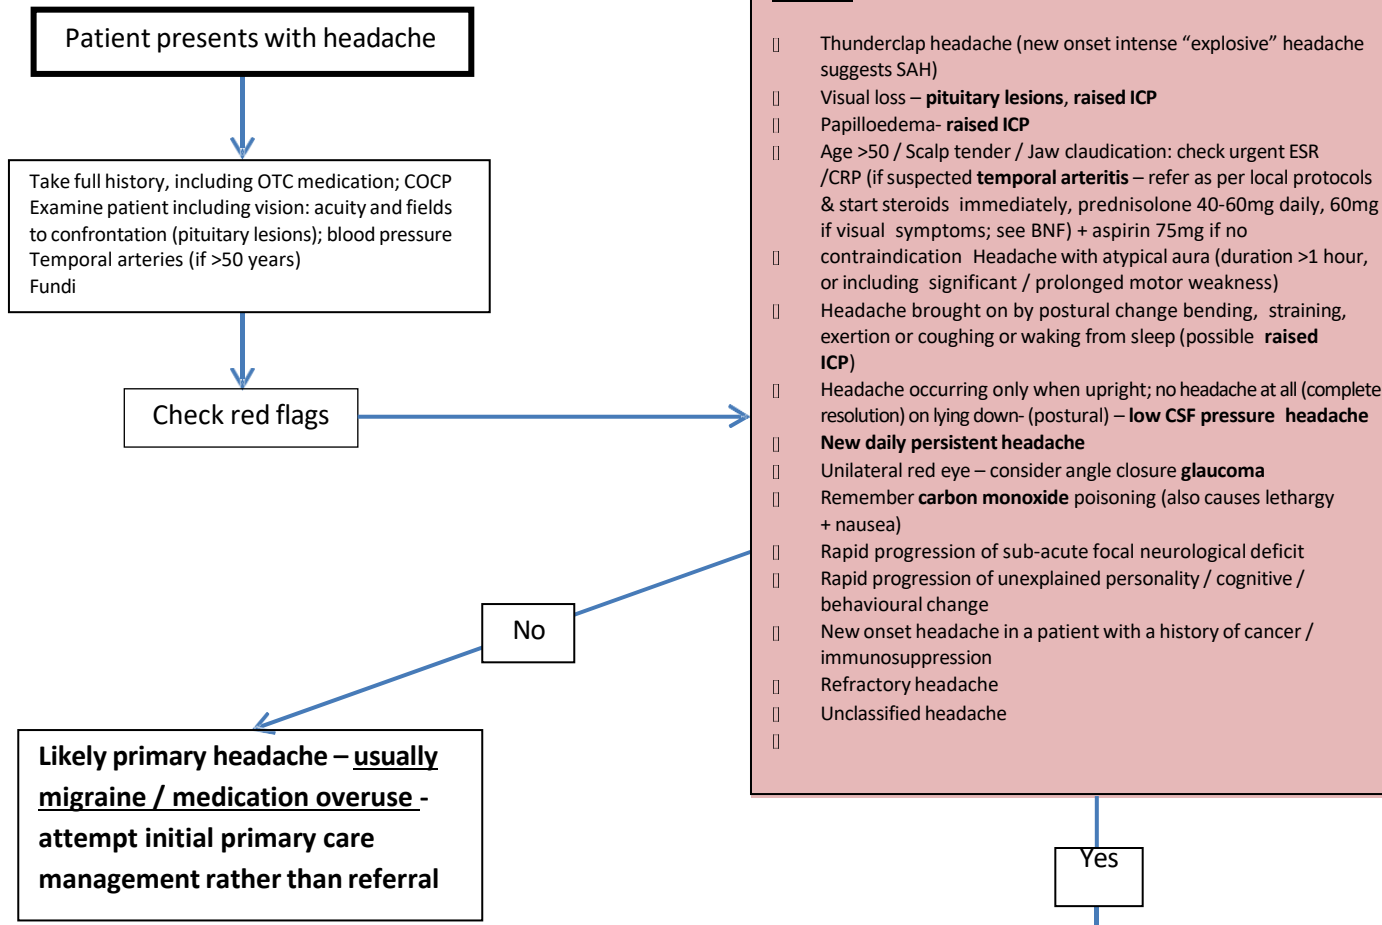 Patient presents with headache
Take full history, including OTC medication; COCP
Examine patient including vision: acuity and fields
to confrontation (pituitary lesions); blood pressure
Temporal arteries (if >50 years)
Fundi
Check red flags
Thunderclap headache (new onset intense “explosive” headache
suggests SAH)
Visual loss – pituitary lesions, raised ICP
Papilloedema- raised ICP
Age >50 / Scalp tender / Jaw claudication: check urgent ESR
/CRP (if suspected temporal arteritis – refer as per local protocols
& start steroids immediately, prednisolone 40-60mg daily, 60mg
if visual symptoms; see BNF) + aspirin 75mg if no
contraindication Headache with atypical aura (duration >1 hour,
or including significant / prolonged motor weakness)
Headache brought on by postural change bending, straining,
exertion or coughing or waking from sleep (possible raised
ICP)
Headache occurring only when upright; no headache at all (complete
resolution) on lying down- (postural) – low CSF pressure headache
New daily persistent headache
Unilateral red eye – consider angle closure glaucoma
Remember carbon monoxide poisoning (also causes lethargy
+ nausea)
Rapid progression of sub-acute focal neurological deficit
Rapid progression of unexplained personality / cognitive /
behavioural change
New onset headache in a patient with a history of cancer /
immunosuppression
Refractory headache
Unclassified headache
No
Likely primary headache – usually
migraine / medication overuse -
attempt initial primary care
management rather than referral
Yes